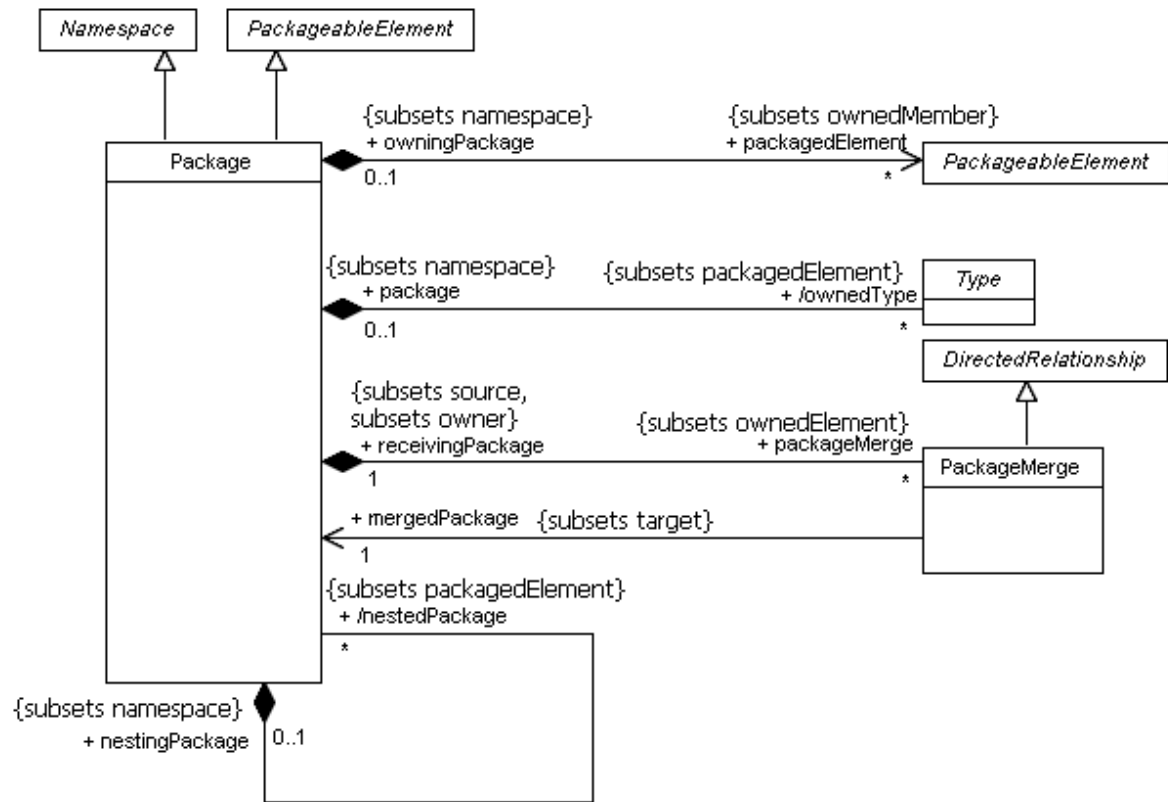 Namespace
PackageableElement
{subsets namespace}
{subsets ownedMember}
+ owningPackage
+ packagedElement
Package
PackageableElement
0..1
*
{subsets namespace}
{subsets packagedElement}
Type
+ package
+ /ownedType
0..1
*
DirectedRelationship
{subsets source,
subsets owner}
{subsets ownedElement}
+ receivingPackage
+ packageMerge
PackageMerge
1
*
+ mergedPackage
{subsets target}
1
{subsets packagedElement}
+ /nestedPackage
*
{subsets namespace}
+ nestingPackage
0..1